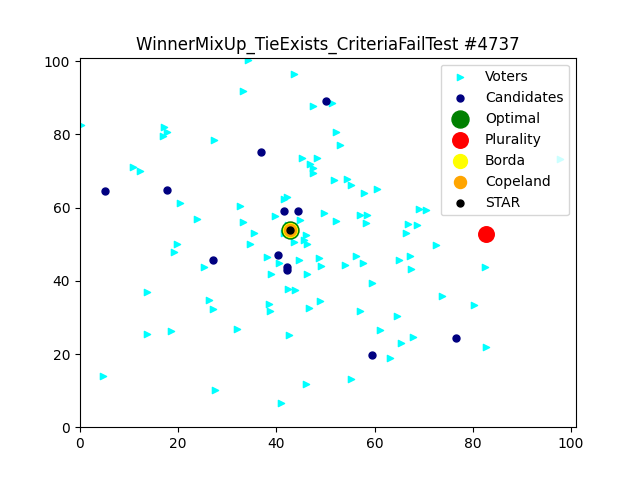 WinnerMixUp_TieExists_CriteriaFailTest #4737
100
80
60
40
20
0
0
20
40
60
80
100
Voters
Candidates
Optimal
Plurality
Borda
Copeland
STAR